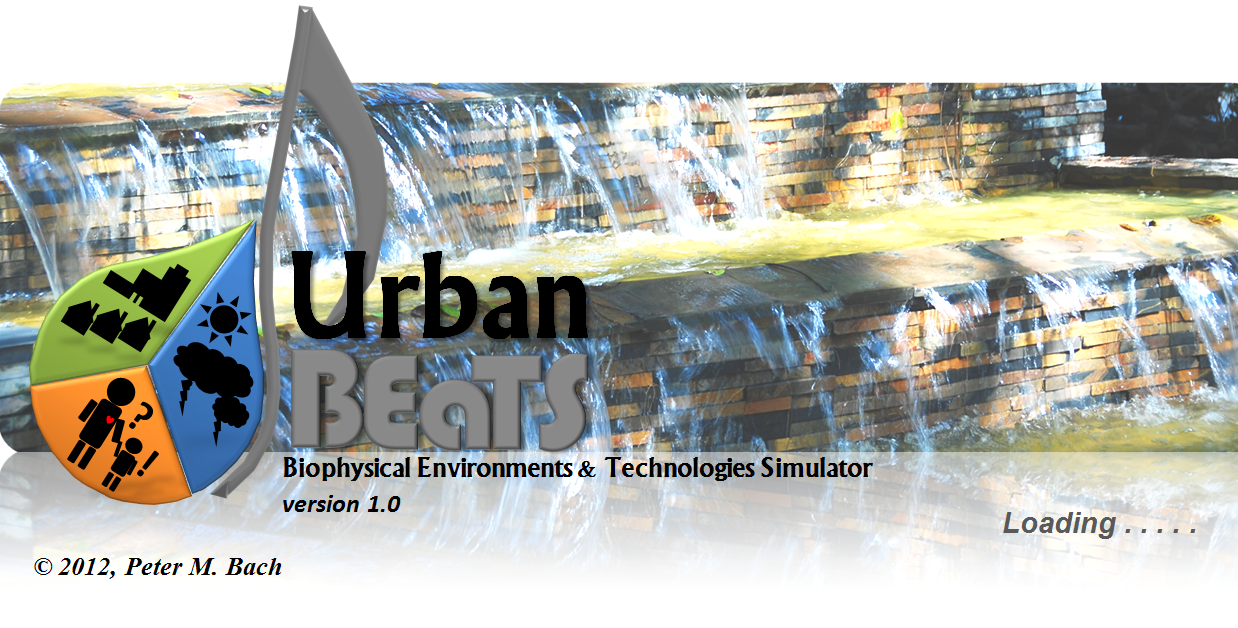 Urban
BEaTS
Biophysical Environments & Technologies Simulator
version 1.0
Loading . . . . .
© 2012, Peter M. Bach